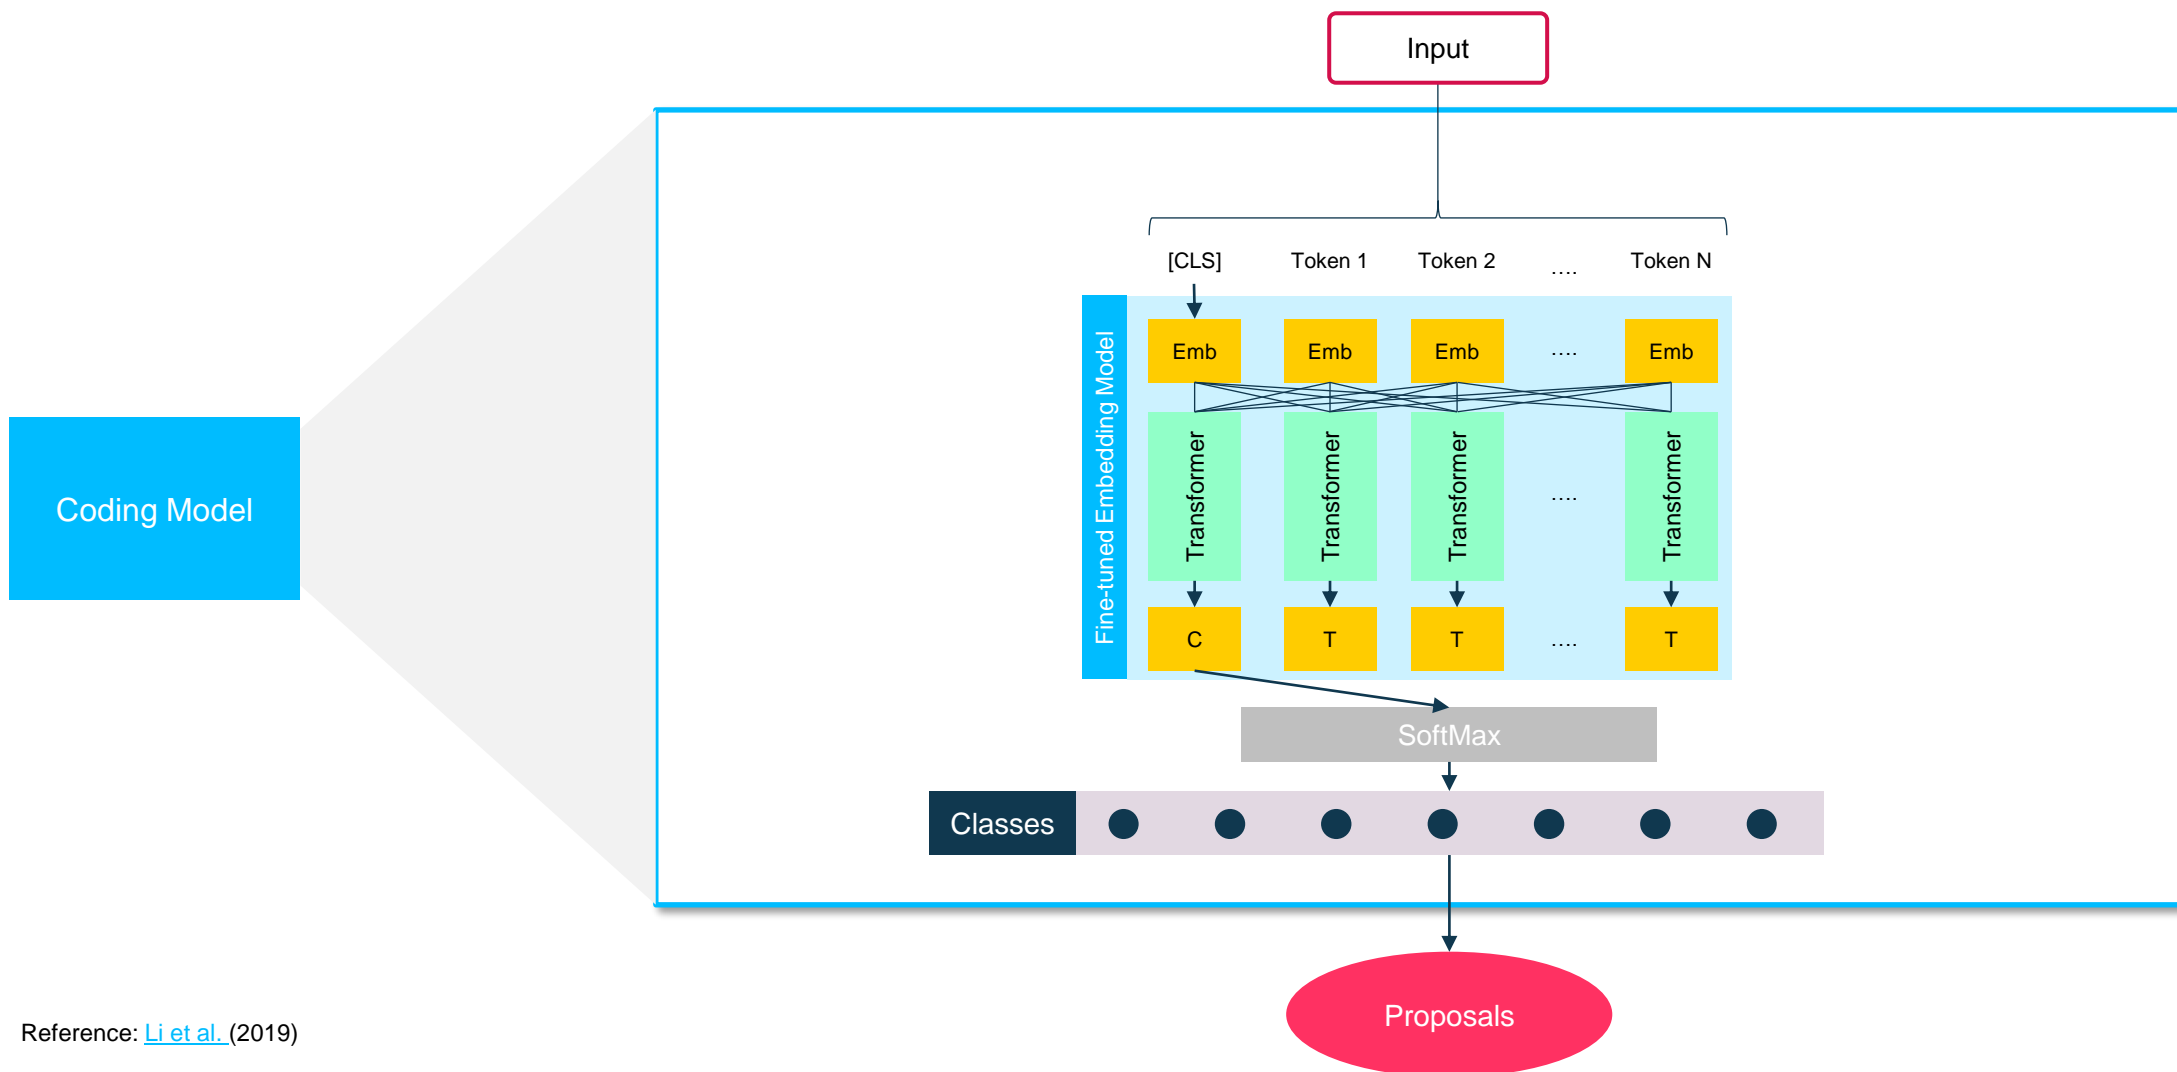 Input
[CLS] Token 1 Token 2 .... Token N
Fine-tuned Embedding Model
Emb Emb Emb .... Emb
Transformer Transformer Transformer .... Transformer
Coding Model
C T T .... T
SoftMax
Classes
Proposals
Reference: Li et al. (2019)